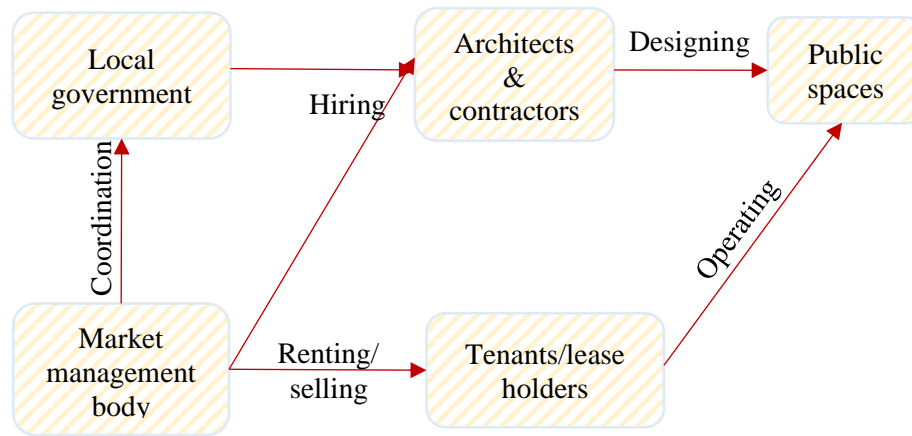 Local
government
Architects
&
contractors
Designing
Public
spaces
Hiring
Coordination
Operating
Market
management
body
Renting/
selling
Tenants/lease
holders